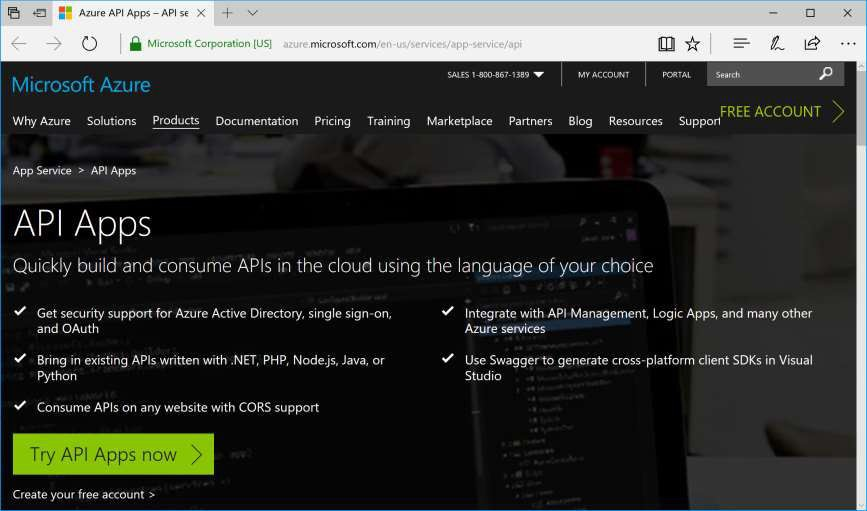 Azure API Apps – API se
Microsoft Corporation [US]
azure.microsoft.com/en-us/services/app-service/api
SALES 1-800-867-1389
MY ACCOUNT
PORTAL
Search
Microsoft Azure
FREE ACCOUNT
Why Azure Solutions Products Documentation Pricing Training Marketplace Partners Blog Resources Support
App Service > API Apps
API Apps
Quickly build and consume APIs in the cloud using the language of your choice
Get security support for Azure Active Directory, single sign-on,
and OAuth
Bring in existing APIs written with .NET, PHP, Node.js, Java, or
Python
Consume APIs on any website with CORS support
Integrate with API Management, Logic Apps, and many other
Azure services
Use Swagger to generate cross-platform client SDKs in Visual
Studio
Try API Apps now
Create your free account >